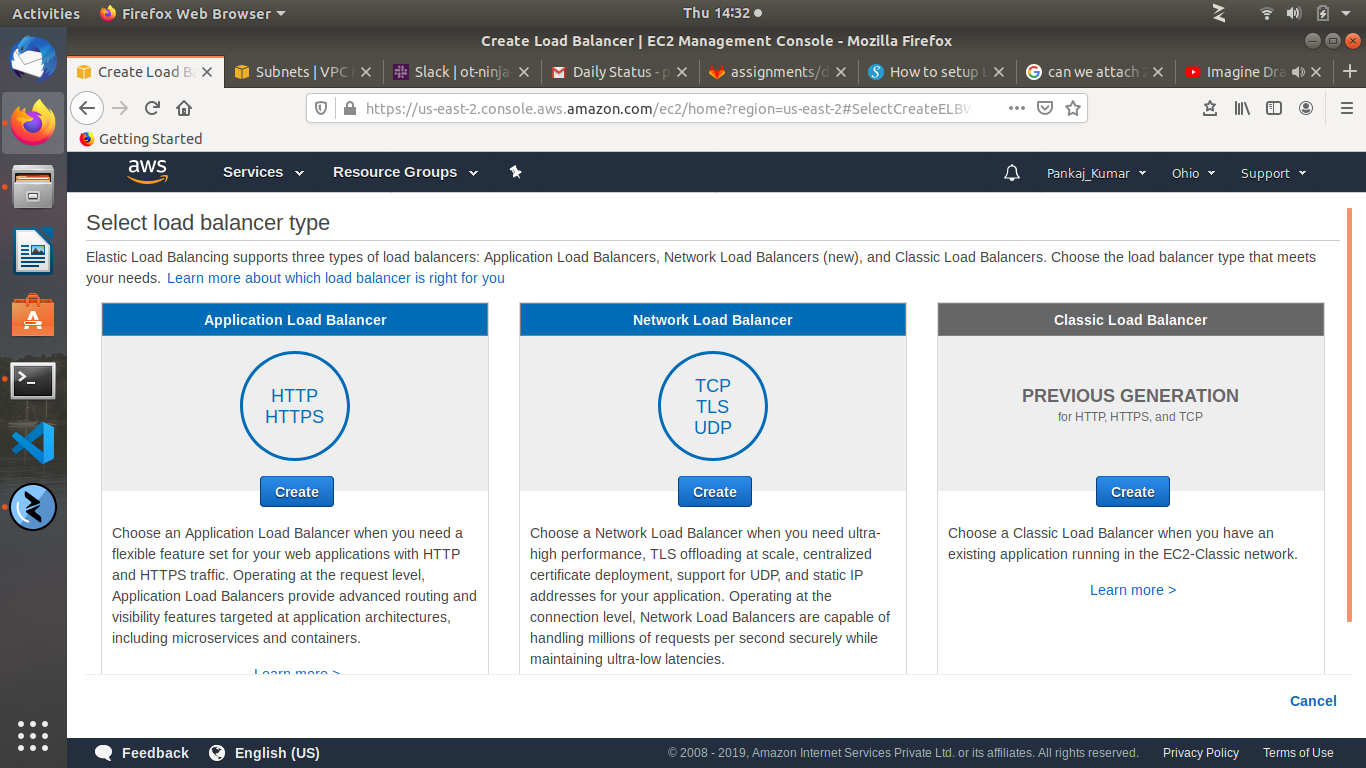 Activities
Firefox Web Browser
Thu 14:32
Create Load Balancer | EC2 Management Console - Mozilla Firefox
Create Load B
Subnets | VPC
Slack | ot-ninja
Daily Status - p
assignments/d
How to setup L
can we attach 2
Imagine Dra
https://us-east-2.console.aws.amazon.com/ec2/home?region=us-east-2#SelectCreateELBW
Getting Started
aws
Services
Resource Groups
Pankaj_Kumar
Ohio
Support
Select load balancer type
Elastic Load Balancing supports three types of load balancers: Application Load Balancers, Network Load Balancers (new), and Classic Load Balancers. Choose the load balancer type that meets
your needs. Learn more about which load balancer is right for you
Application Load Balancer
HTTP
HTTPS
Create
Choose an Application Load Balancer when you need a
flexible feature set for your web applications with HTTP
and HTTPS traffic. Operating at the request level,
Application Load Balancers provide advanced routing and
visibility features targeted at application architectures,
including microservices and containers.
Learn more >
Network Load Balancer
TCP
TLS
UDP
Create
Choose a Network Load Balancer when you need ultra-
high performance, TLS offloading at scale, centralized
certificate deployment, support for UDP, and static IP
addresses for your application. Operating at the
connection level, Network Load Balancers are capable of
handling millions of requests per second securely while
maintaining ultra-low latencies.
Classic Load Balancer
PREVIOUS GENERATION
for HTTP, HTTPS, and TCP
Create
Choose a Classic Load Balancer when you have an
existing application running in the EC2-Classic network.
Learn more >
Cancel
Feedback
English (US)
© 2008 - 2019, Amazon Internet Services Private Ltd. or its affiliates. All rights reserved.
Privacy Policy
Terms of Use